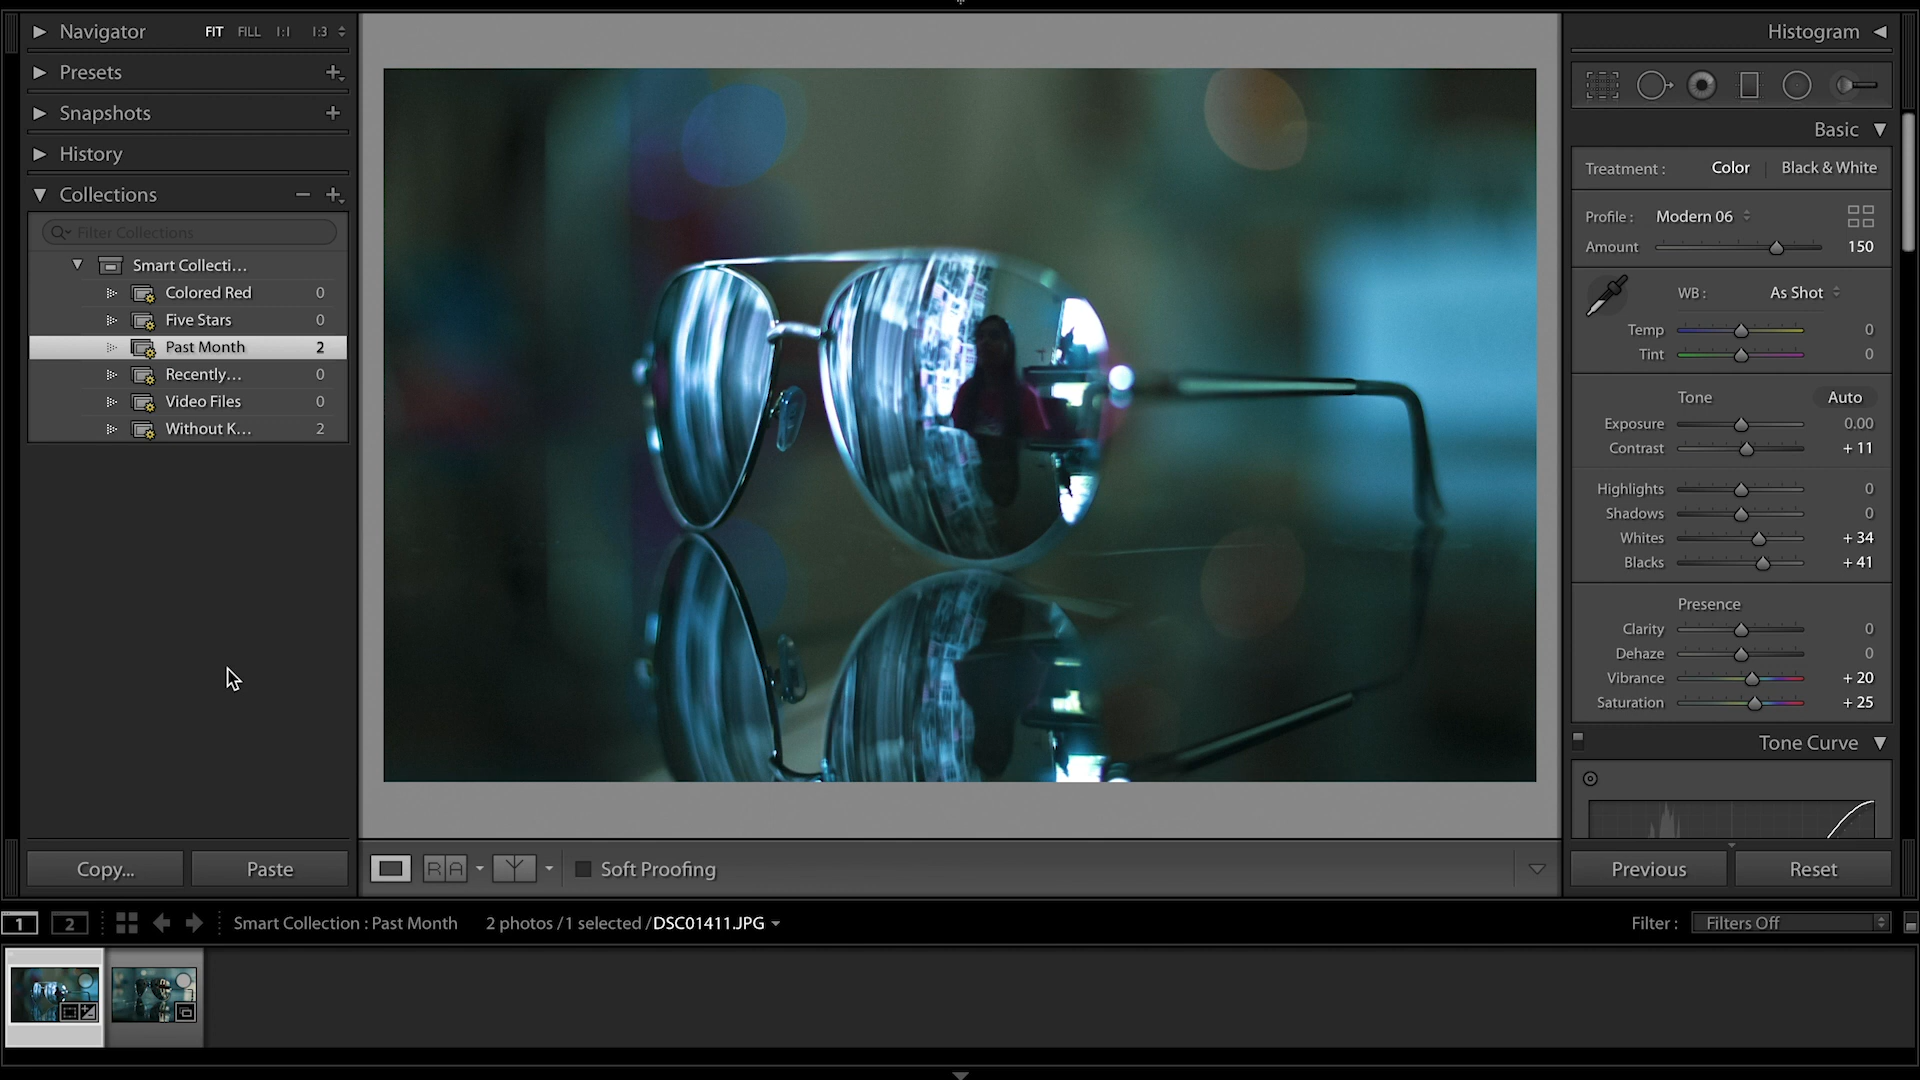 Navigator FIT FILL 1:1 1:3
Presets
Snapshots
History
Collections
Filter Collections
Smart Collecti...
Colored Red 0
Five Stars 0
Past Month 2
Recently... 0
Video Files 0
Without K... 2
Copy...
Paste
R A
Y
Soft Proofing
Histogram
Basic
Treatment : Color Black & White
Profile : Modern 06
Amount 150
WB : As Shot
Temp 0
Tint 0
Tone Auto
Exposure 0.00
Contrast + 11
Highlights 0
Shadows 0
Whites + 34
Blacks + 41
Presence
Clarity 0
Dehaze 0
Vibrance + 20
Saturation + 25
Tone Curve
Previous
Reset
1 2 Smart Collection : Past Month 2 photos / 1 selected / DSC01411.JPG
Filter : Filters Off